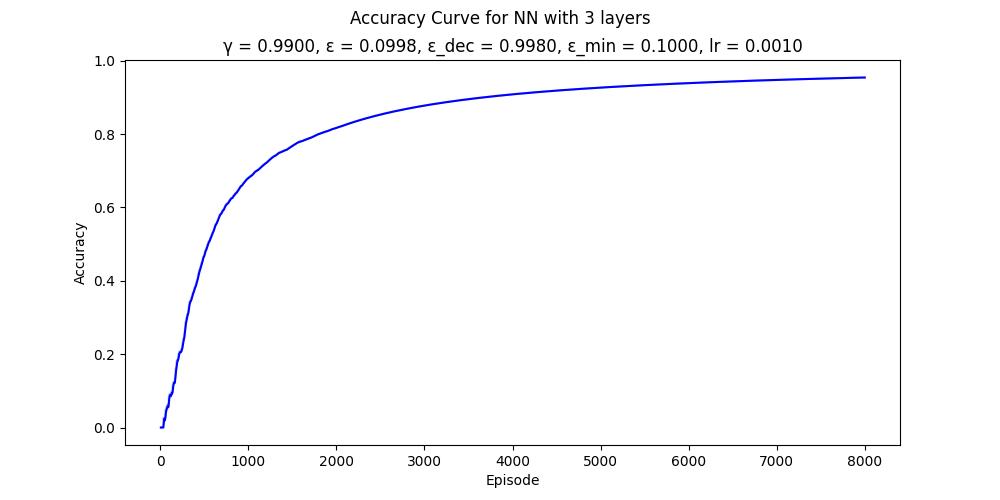 Accuracy Curve for NN with 3 layers
γ = 0.9900, ε = 0.0998, ε_dec = 0.9980, ε_min = 0.1000, lr = 0.0010
1.0
0.8
0.6
0.4
0.2
0.0
Accuracy
0 1000 2000 3000 4000 5000 6000 7000 8000
Episode